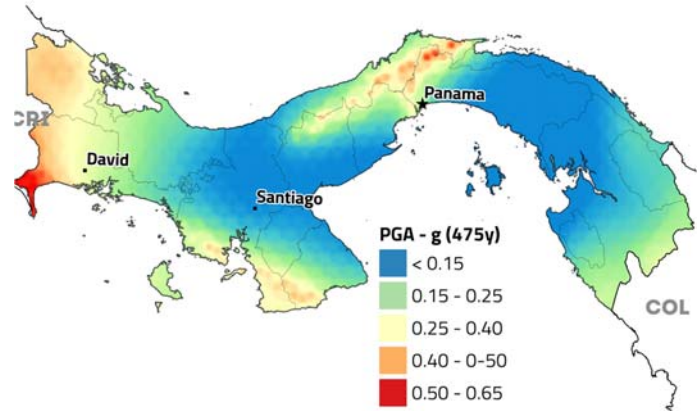 Panama
CRI
David
Santiago
PGA - g (475y)
< 0.15
0.15 - 0.25
0.25 - 0.40
0.40 - 0-50
0.50 - 0.65
COL